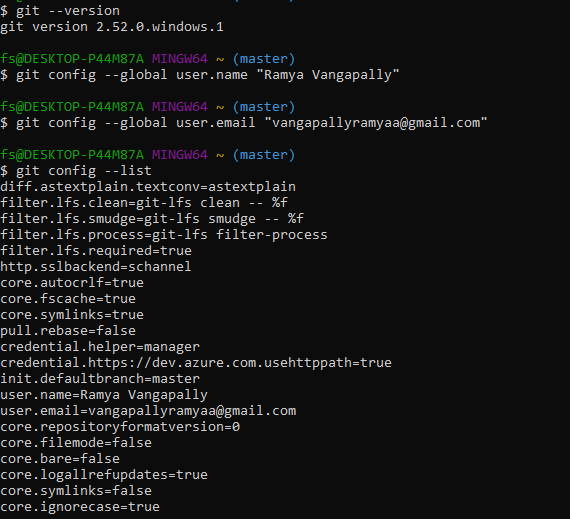 $ git --version
git version 2.52.0.windows.1
fs@DESKTOP-P44M87A MINGW64 ~ (master)
$ git config --global user.name "Ramya Vangapally"
fs@DESKTOP-P44M87A MINGW64 ~ (master)
$ git config --global user.email "vangapallyramyaa@gmail.com"
fs@DESKTOP-P44M87A MINGW64 ~ (master)
$ git config --list
diff.astextplain.textconv=astextplain
filter.lfs.clean=git-lfs clean -- %f
filter.lfs.smudge=git-lfs smudge -- %f
filter.lfs.process=git-lfs filter-process
filter.lfs.required=true
http.sslbackend=schannel
core.autocrlf=true
core.fscache=true
core.symlinks=true
pull.rebase=false
credential.helper=manager
credential.https://dev.azure.com.usehttppath=true
init.defaultbranch=master
user.name=Ramya Vangapally
user.email=vangapallyramyaa@gmail.com
core.repositoryformatversion=0
core.filemode=false
core.bare=false
core.logallrefupdates=true
core.symlinks=false
core.ignorecase=true